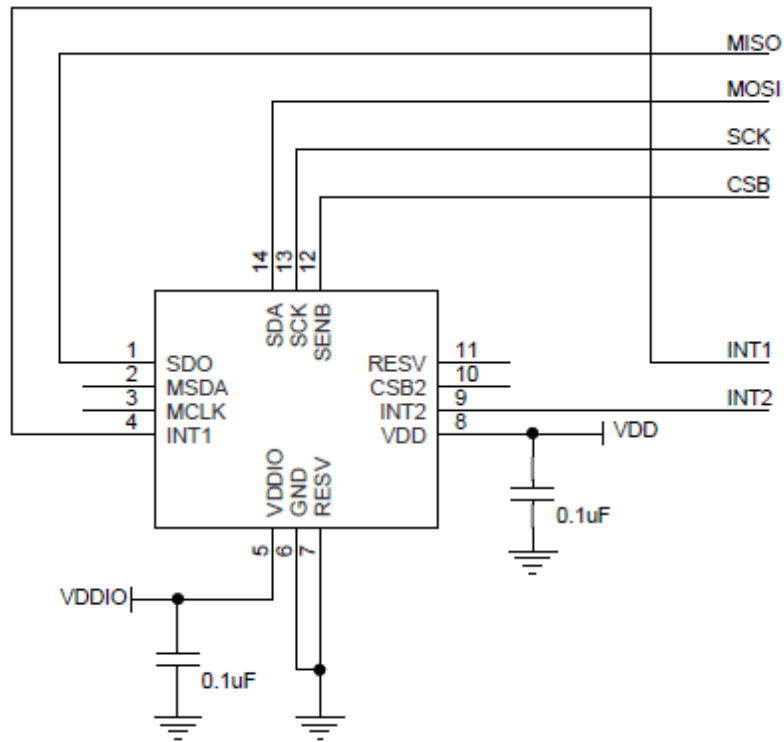 MISO
MOSI
SCK
CSB
14
13
12
SDA
SCK
SENB
1
SDO
RESV
11
INT1
2
MSDA
CSB2
10
3
MCLK
INT2
9
INT2
4
INT1
VDD
8
VDD
VDDIO
GND
RESV
0.1uF
5
6
7
VDDIO
0.1uF